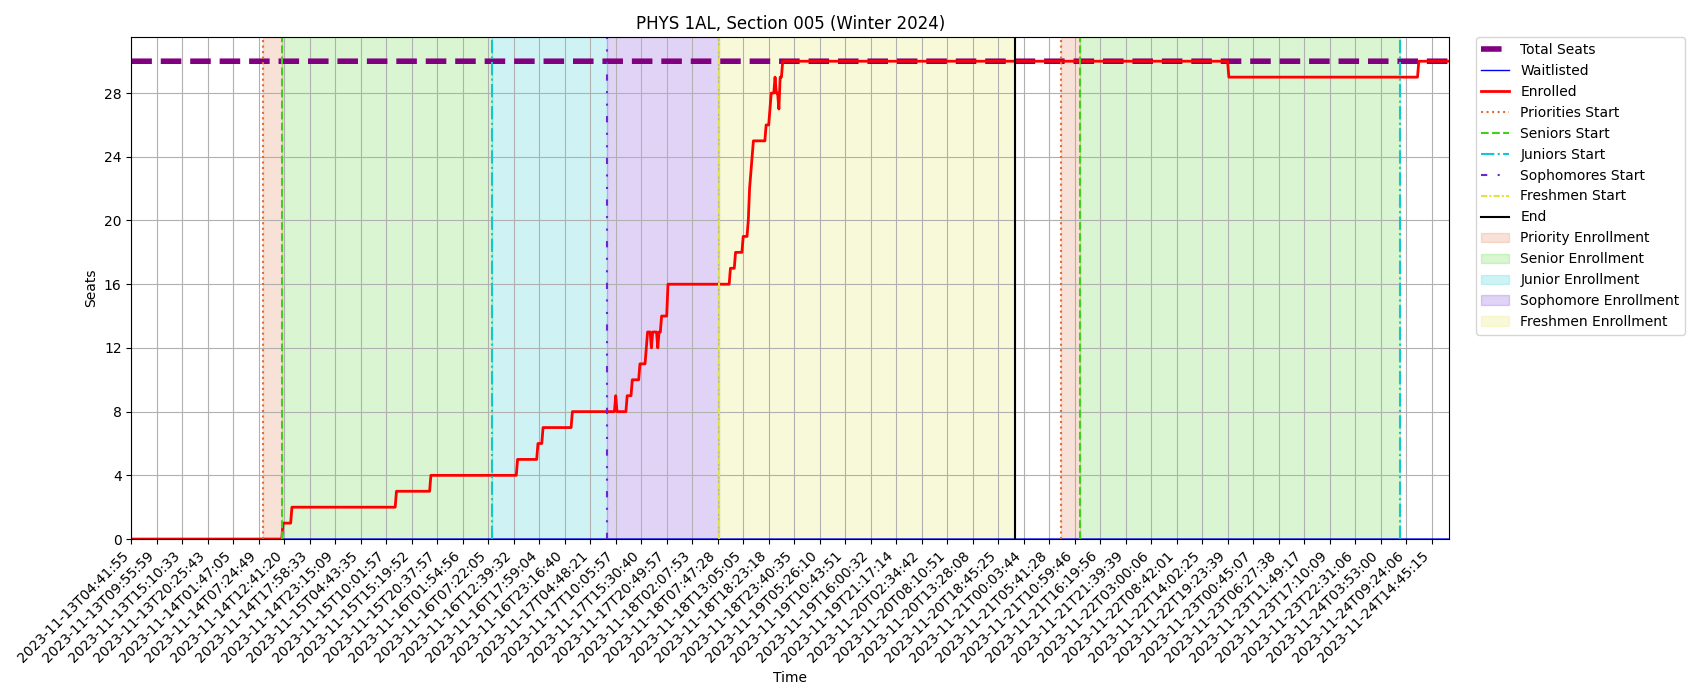 PHYS 1AL, Section 005 (Winter 2024)
Total Seats
Waitlisted
Enrolled
Priorities Start
Seniors Start
Juniors Start
Sophomores Start
Freshmen Start
End
Priority Enrollment
Senior Enrollment
Junior Enrollment
Sophomore Enrollment
Freshmen Enrollment
Seats
28
24
20
16
12
8
4
0
2023-11-13T04:41:55
2023-11-13T09:55:59
2023-11-13T15:10:33
2023-11-13T20:25:43
2023-11-14T01:47:05
2023-11-14T07:24:49
2023-11-14T12:41:20
2023-11-14T17:58:33
2023-11-14T23:15:09
2023-11-15T04:43:35
2023-11-15T10:01:57
2023-11-15T15:19:52
2023-11-15T20:37:57
2023-11-16T01:54:56
2023-11-16T07:22:05
2023-11-16T12:39:32
2023-11-16T17:59:04
2023-11-16T23:16:40
2023-11-17T04:48:21
2023-11-17T10:05:57
2023-11-17T15:30:40
2023-11-17T20:49:57
2023-11-18T02:07:53
2023-11-18T07:47:28
2023-11-18T13:05:05
2023-11-18T18:23:18
2023-11-18T23:40:35
2023-11-19T05:26:10
2023-11-19T10:43:51
2023-11-19T16:00:32
2023-11-19T21:17:14
2023-11-20T02:34:42
2023-11-20T08:10:51
2023-11-20T13:28:08
2023-11-20T18:45:25
2023-11-21T00:03:44
2023-11-21T05:41:28
2023-11-21T10:59:46
2023-11-21T16:19:56
2023-11-21T21:39:39
2023-11-22T03:00:06
2023-11-22T08:42:01
2023-11-22T14:02:25
2023-11-22T19:23:39
2023-11-23T00:45:07
2023-11-23T06:27:38
2023-11-23T11:49:17
2023-11-23T17:10:09
2023-11-23T22:31:06
2023-11-24T03:53:00
2023-11-24T09:24:06
2023-11-24T14:45:15
Time